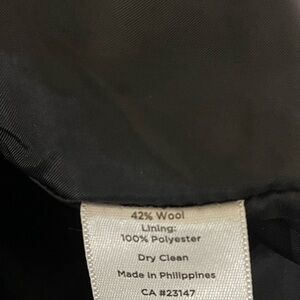 42% Wool
Lining:
100% Polyester
Dry Clean
Made in Philippines
CA #23147